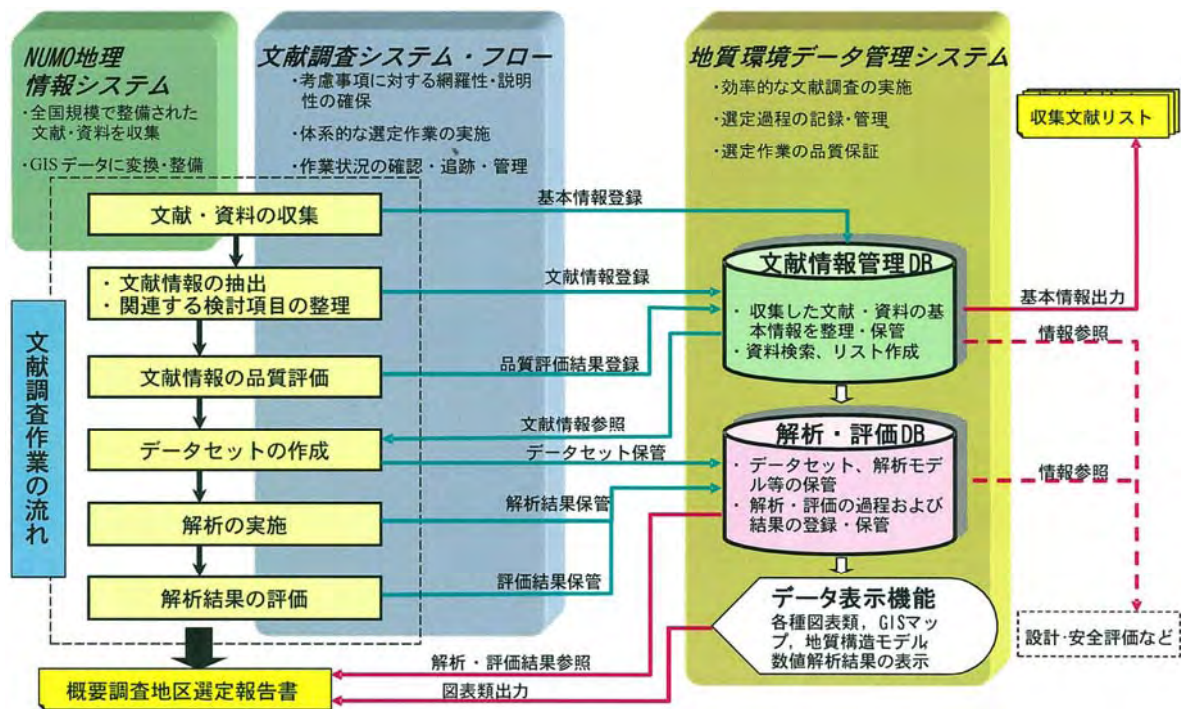 NUMO地理
情報システム
・全国規模で整備された
文献・資料を収集
・GISデータに変換・整備
文献調査システム・フロー
・考慮事項に対する網羅性・説明
性の確保
・体系的な選定作業の実施
・作業状況の確認・追跡・管理
地質環境データ管理システム
・効率的な文献調査の実施
・選定過程の記録・管理
・選定作業の品質保証
収集文献リスト
文献調査作業の流れ
文献・資料の収集
・文献情報の抽出
・関連する検討項目の整理
文献情報の品質評価
データセットの作成
解析の実施
解析結果の評価
概要調査地区選定報告書
基本情報登録
文献情報登録
品質評価結果登録
文献情報参照
データセット保管
解析結果保管
評価結果保管
解析・評価結果参照
図表類出力
文献情報管理DB
・収集した文献・資料の基
本情報を整理・保管
・資料検索、リスト作成
解析・評価DB
・データセット、解析モデ
ル等の保管
・解析・評価の過程および
結果の登録・保管
データ表示機能
各種図表類，GISマッ
プ，地質構造モデル
数値解析結果の表示
基本情報出力
情報参照
情報参照
設計・安全評価など